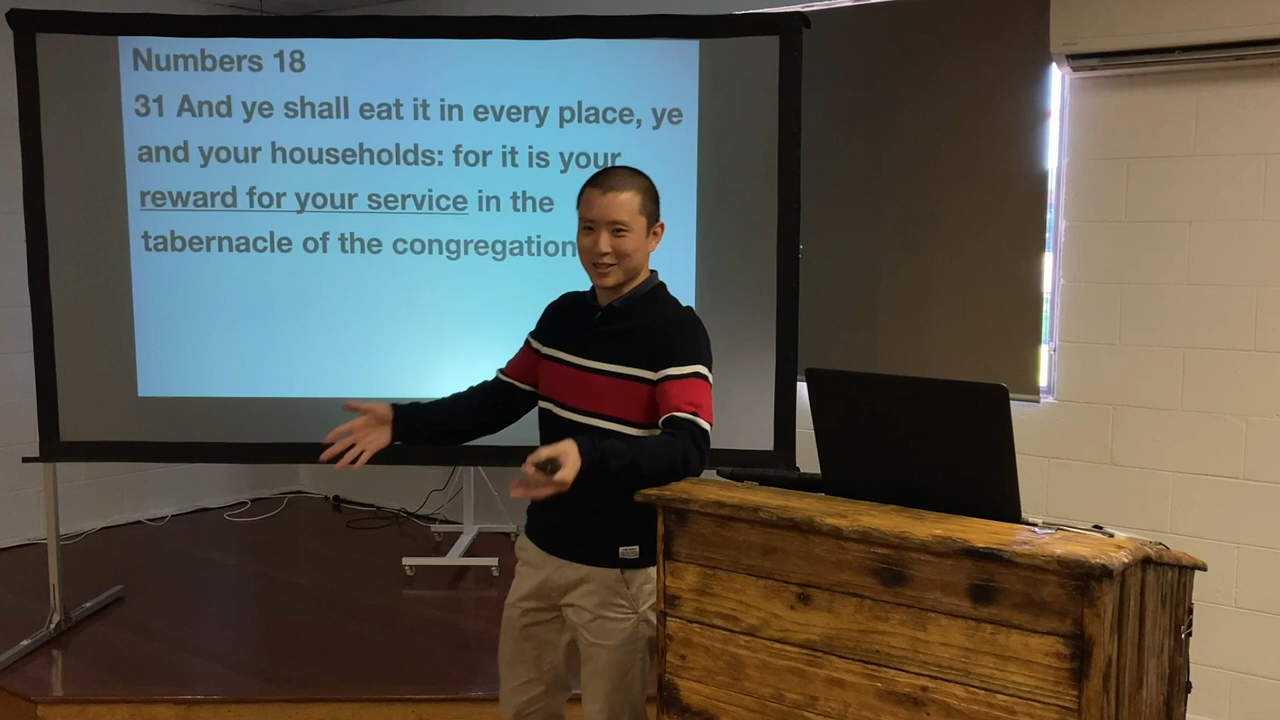 Numbers 18
31 And ye shall eat it in every place, ye
and your households: for it is your
reward for your service in the
tabernacle of the congregation